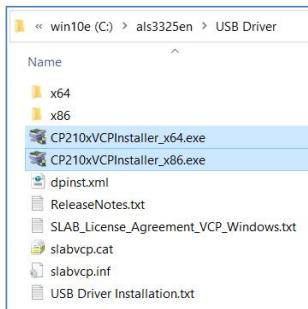 « win10e (C:) › als3325en › USB Driver
Name
x64
x86
CP210xVCPInstaller_x64.exe
CP210xVCPInstaller_x86.exe
dpinst.xml
ReleaseNotes.txt
SLAB_License_Agreement_VCP_Windows.txt
slabvcp.cat
slabvcp.inf
USB Driver Installation.txt